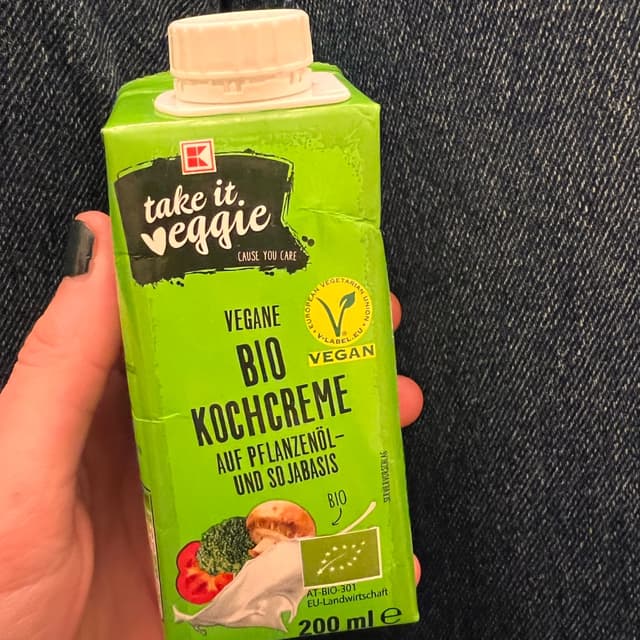 K
take it
veggie
CAUSE YOU CARE
EUROPEAN VEGETARIAN UNION
V-LABEL.EU
VEGAN
VEGANE
BIO
KOCHCREME
AUF PFLANZENÖL-
UND SOJABASIS
SERVIERVORSCHLAG
BIO
AT-BIO-301
EU-Landwirtschaft
200 ml e